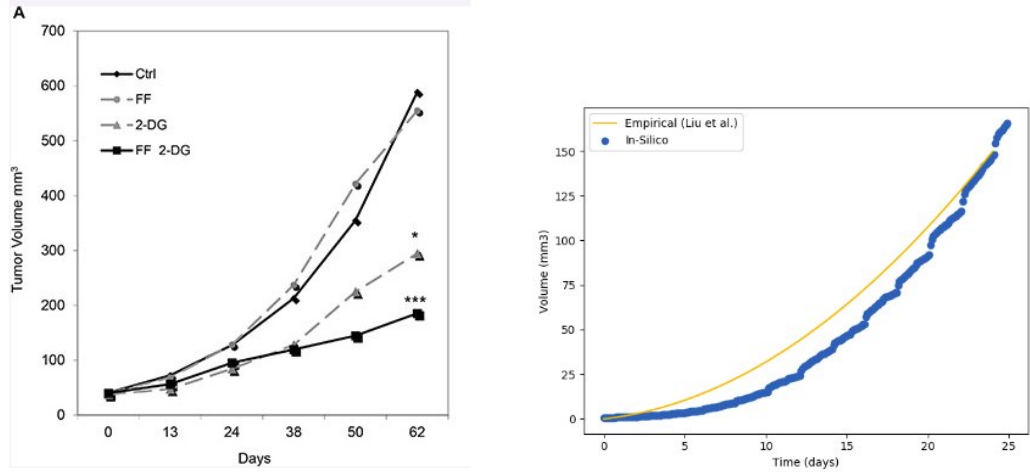 A
700
600
500
400
300
200
100
0
Tumor Volume mm³
Ctrl
FF
2-DG
FF 2-DG
*
***
0 13 24 38 50 62
Days
Empirical (Liu et al.)
In-Silico
150
125
100
75
50
25
0
Volume (mm3)
0 5 10 15 20 25
Time (days)